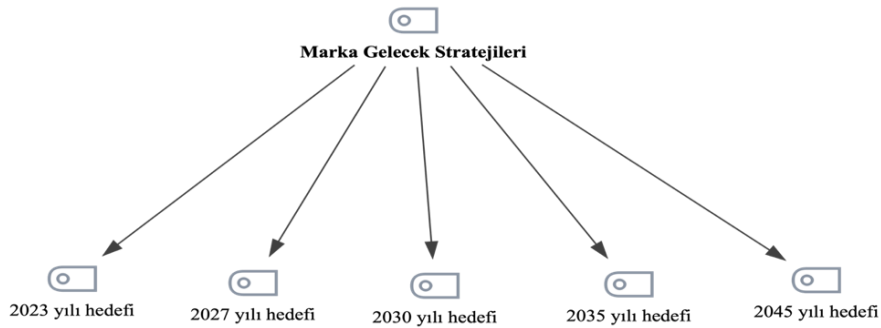 Marka Gelecek Stratejileri
2023 yılı hedefi
2027 yılı hedefi
2030 yılı hedefi
2035 yılı hedefi
2045 yılı hedefi